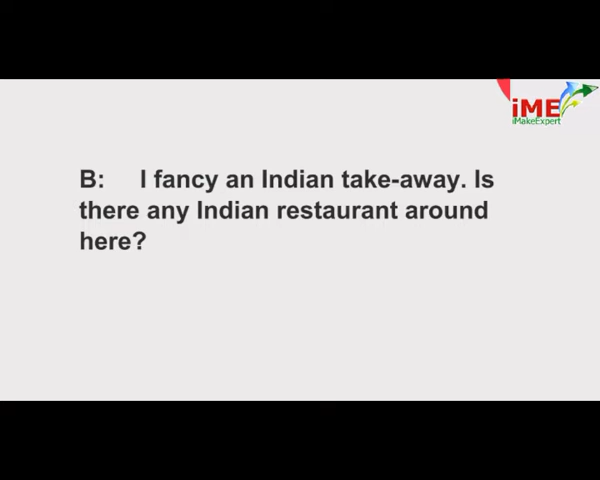 iME
iMakeExpert
B: I fancy an Indian take-away. Is
there any Indian restaurant around
here?